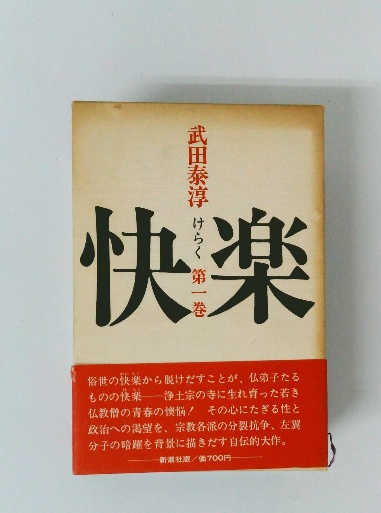 武田泰淳
快楽
けらく
第一巻
俗世の快楽から脱けだすことが、仏弟子たる
ものの快楽──浄土宗の寺に生れ育った若き
仏教僧の青春の懊悩！ その心にたぎる性と
政治への渇望を、宗教各派の分裂抗争、左翼
分子の暗躍を背景に描きだす自伝的大作。
新潮社版／価700円